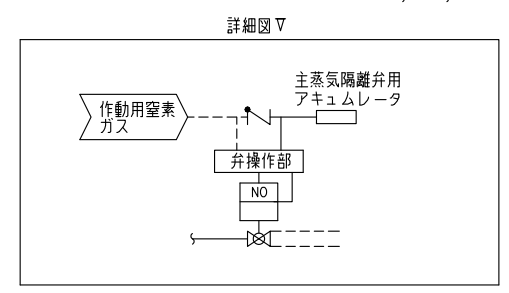 詳細図Ⅴ
主蒸気隔離弁用
アキュムレータ
作動用窒素
ガス
弁操作部
NO